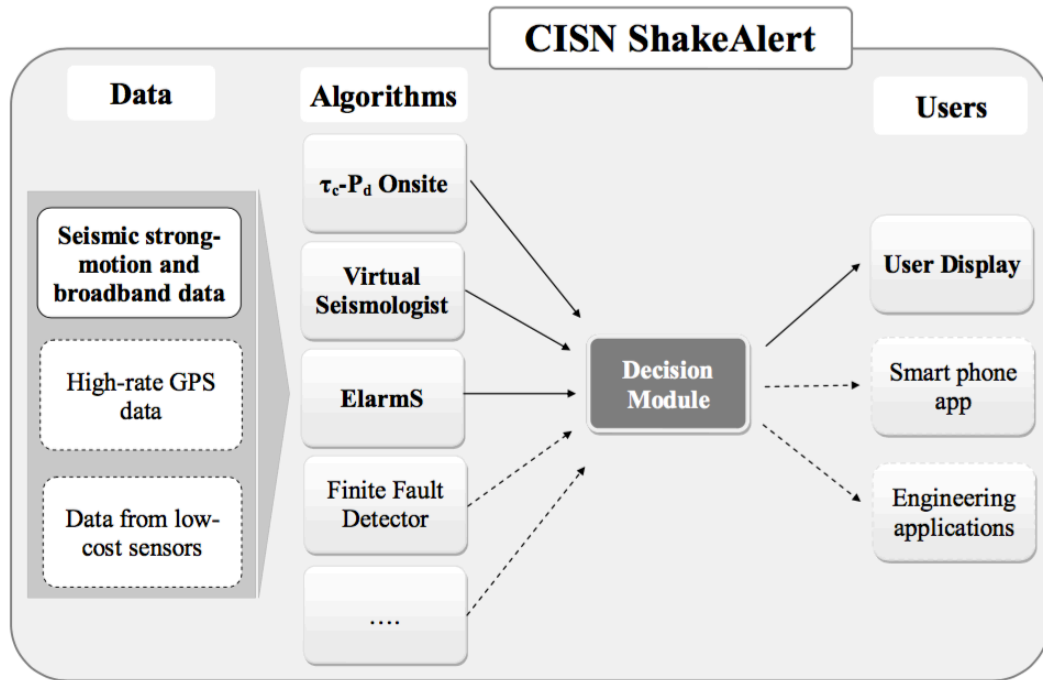 CISN ShakeAlert
Data
Algorithms
Users
Seismic strong-
motion and
broadband data
High-rate GPS
data
Data from low-
cost sensors
τc-Pd Onsite
Virtual
Seismologist
ElarmS
Finite Fault
Detector
....
Decision
Module
User Display
Smart phone
app
Engineering
applications